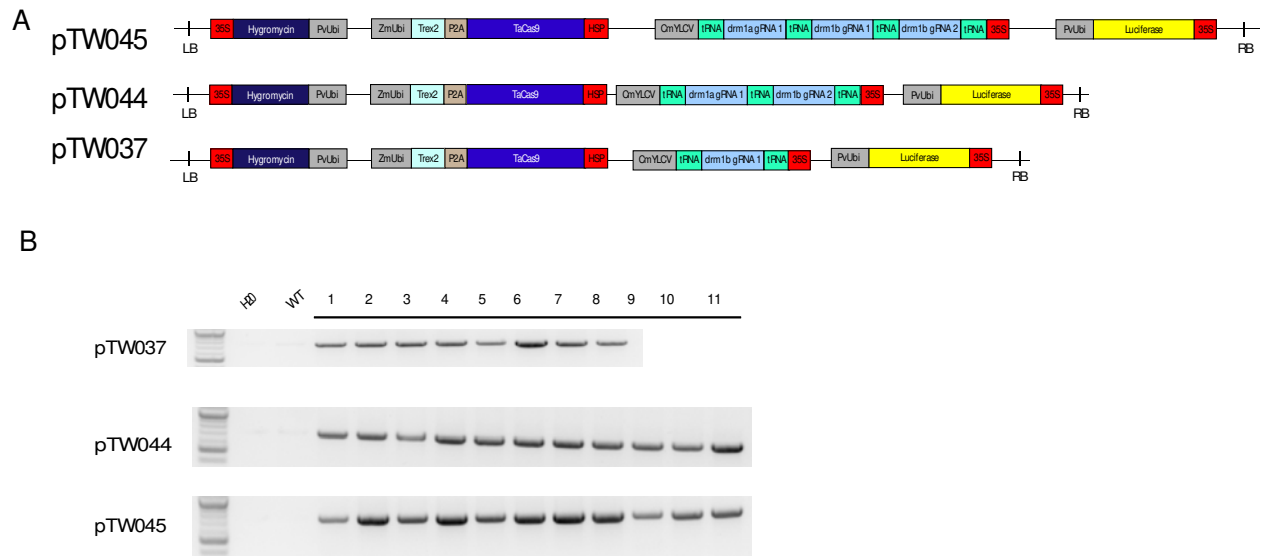 A
pTW045
35S Hygromycin PvUbi ZmUbi Trex2 P2A TaCas9 HSP CmYLCV tRNA drm1a gRNA 1 tRNA drm1b gRNA 1 tRNA drm1b gRNA 2 tRNA 35S PvUbi Luciferase 35S
LB RB
pTW044
35S Hygromycin PvUbi ZmUbi Trex2 P2A TaCas9 HSP CmYLCV tRNA drm1a gRNA 1 tRNA drm1b gRNA 2 tRNA 35S PvUbi Luciferase 35S
LB RB
pTW037
35S Hygromycin PvUbi ZmUbi Trex2 P2A TaCas9 HSP CmYLCV tRNA drm1b gRNA 1 tRNA 35S PvUbi Luciferase 35S
LB RB
B
H20 WT 1 2 3 4 5 6 7 8 9 10 11
pTW037
pTW044
pTW045